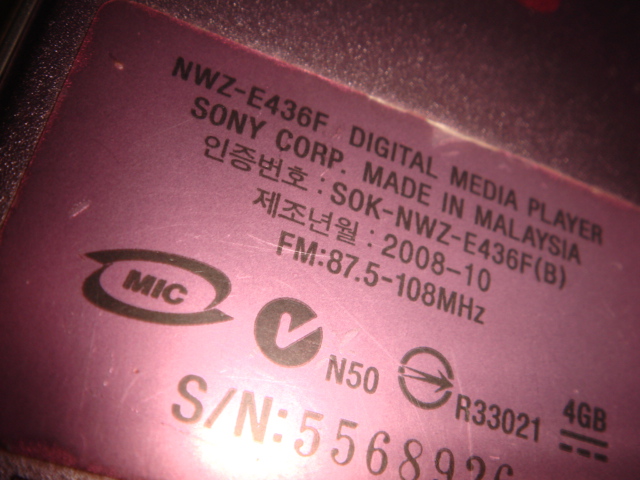 NWZ-E436F DIGITAL MEDIA PLAYER
SONY CORP. MADE IN MALAYSIA
인증번호 : SOK-NWZ-E436F(B)
제조년월 : 2008-10
FM:87.5-108MHz
MIC
N50
R33021
4GB
S/N:5568926